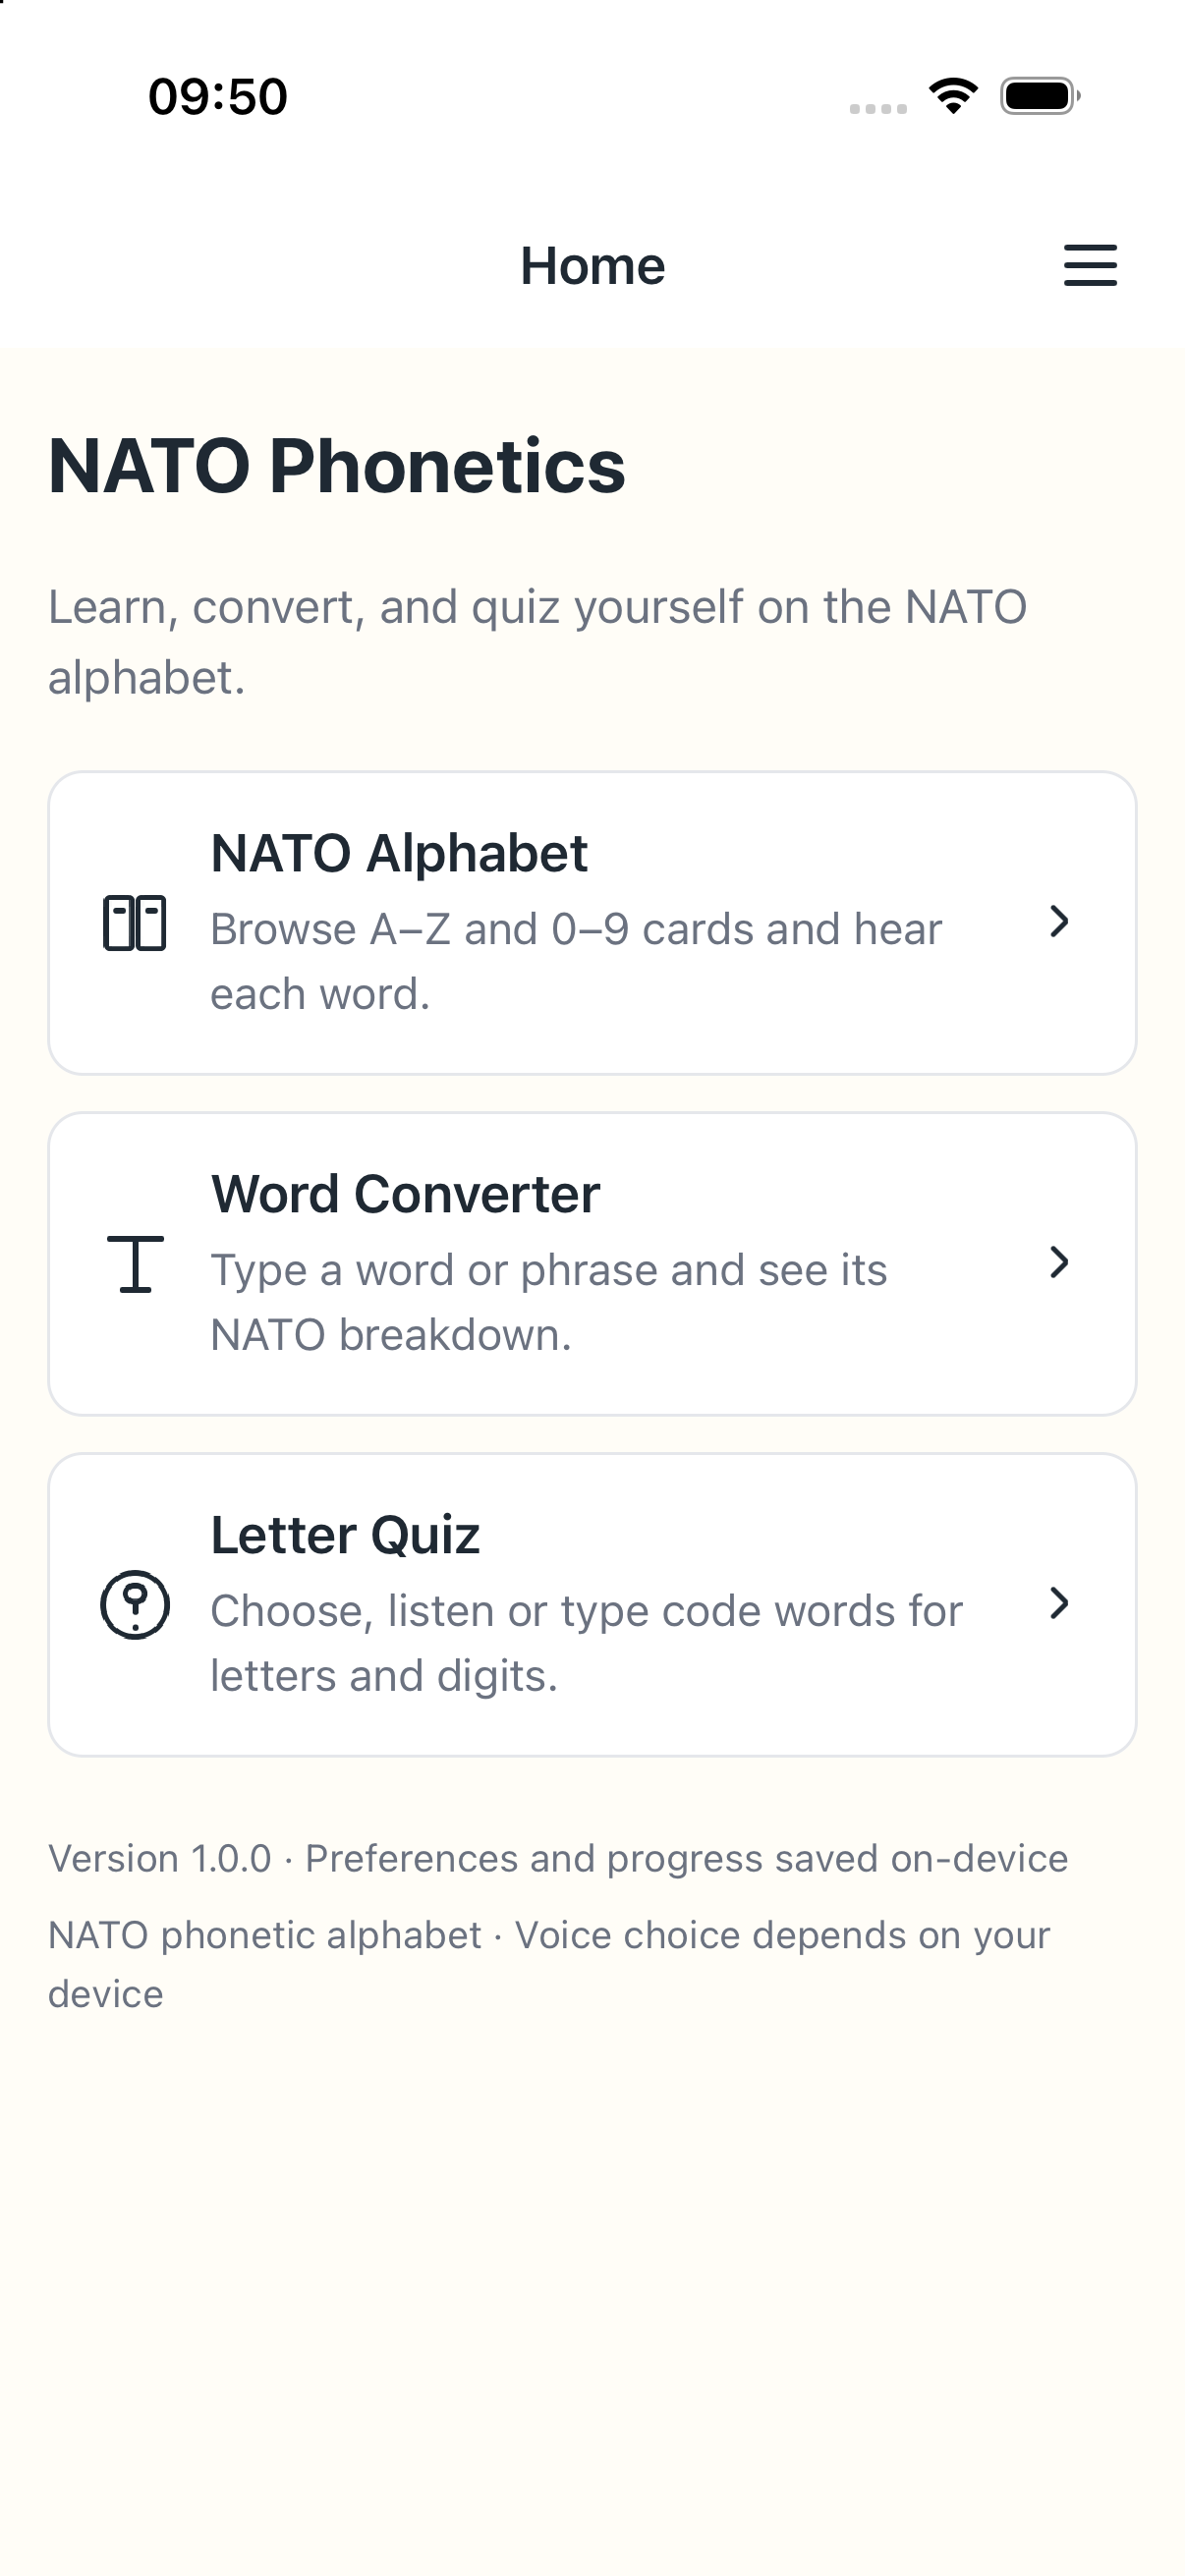 09:50
Home
NATO Phonetics
Learn, convert, and quiz yourself on the NATO
alphabet.
NATO Alphabet
Browse A–Z and 0–9 cards and hear
each word.
Word Converter
Type a word or phrase and see its
NATO breakdown.
Letter Quiz
Choose, listen or type code words for
letters and digits.
Version 1.0.0 · Preferences and progress saved on-device
NATO phonetic alphabet · Voice choice depends on your
device